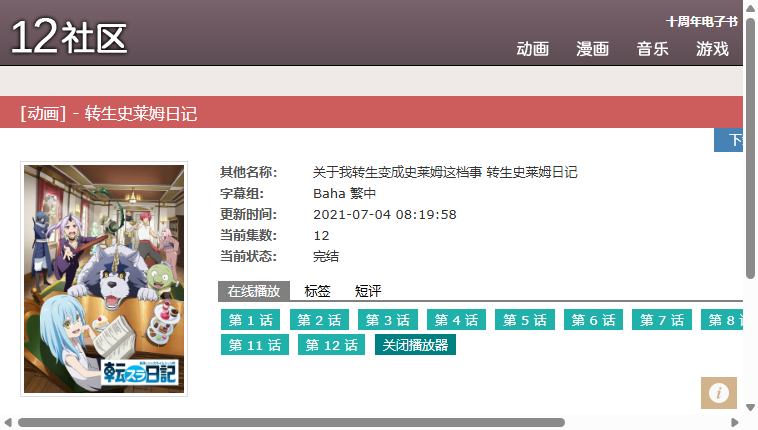 12社区
十周年电子书
动画 漫画 音乐 游戏
[动画] - 转生史莱姆日记
其他名称: 关于我转生变成史莱姆这档事 转生史莱姆日记
字幕组: Baha 繁中
更新时间: 2021-07-04 08:19:58
当前集数: 12
当前状态: 完结
在线播放 标签 短评
第 1 话 第 2 话 第 3 话 第 4 话 第 5 话 第 6 话 第 7 话 第 8
第 11 话 第 12 话 关闭播放器
転スラ日記